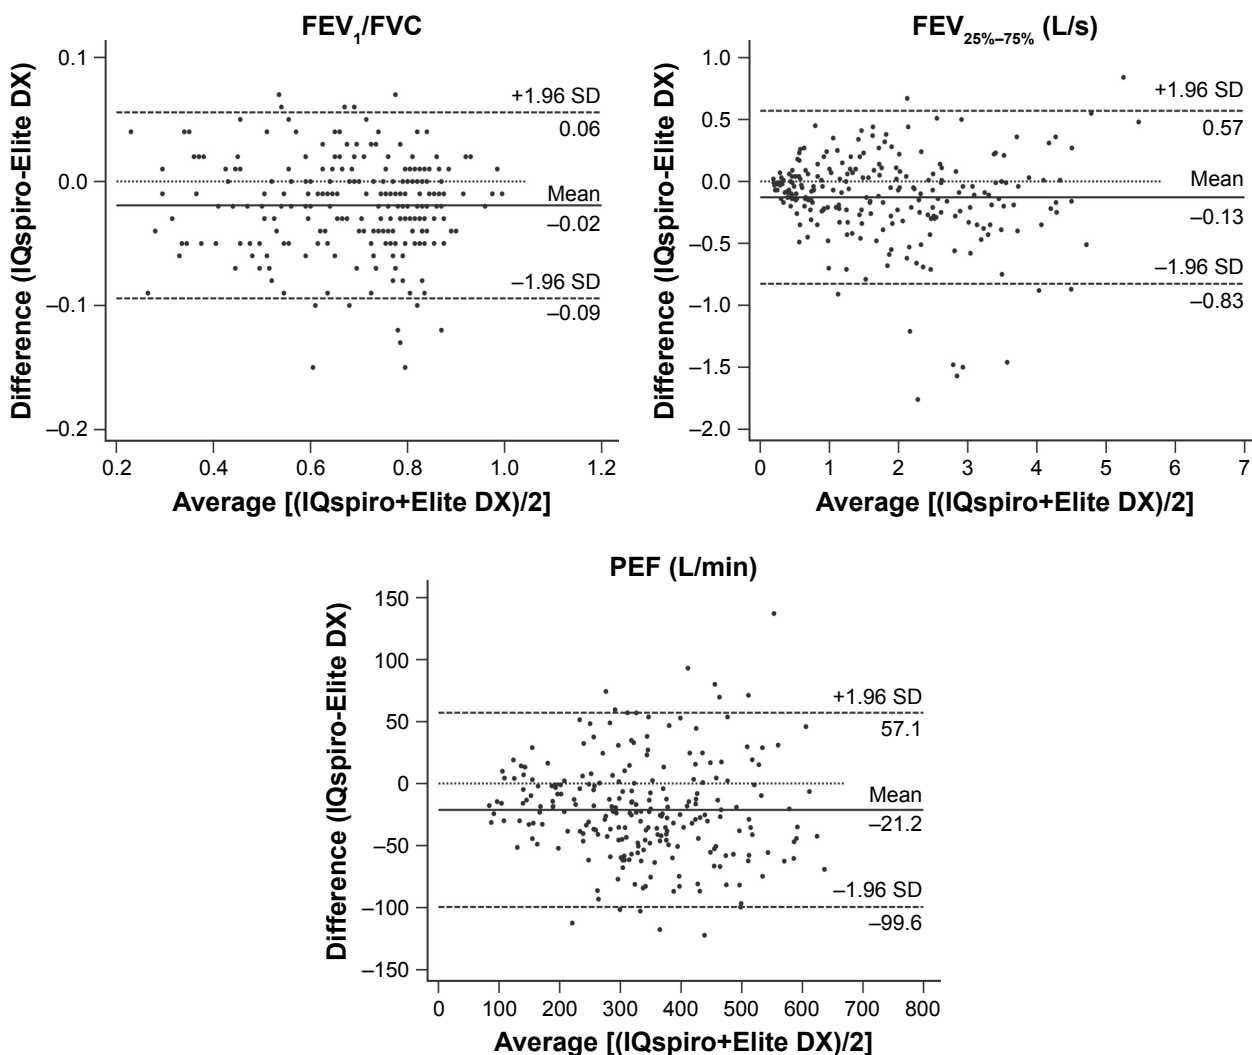 FEV1/FVC
Difference (IQspiro-Elite DX)
0.1
0.0
–0.1
–0.2
+1.96 SD
0.06
Mean
–0.02
–1.96 SD
–0.09
0.2 0.4 0.6 0.8 1.0 1.2
Average [(IQspiro+Elite DX)/2]
FEV25%–75% (L/s)
Difference (IQspiro-Elite DX)
1.0
0.5
0.0
–0.5
–1.0
–1.5
–2.0
+1.96 SD
0.57
Mean
–0.13
–1.96 SD
–0.83
0 1 2 3 4 5 6 7
Average [(IQspiro+Elite DX)/2]
PEF (L/min)
Difference (IQspiro-Elite DX)
150
100
50
0
–50
–100
–150
+1.96 SD
57.1
Mean
–21.2
–1.96 SD
–99.6
0 100 200 300 400 500 600 700 800
Average [(IQspiro+Elite DX)/2]